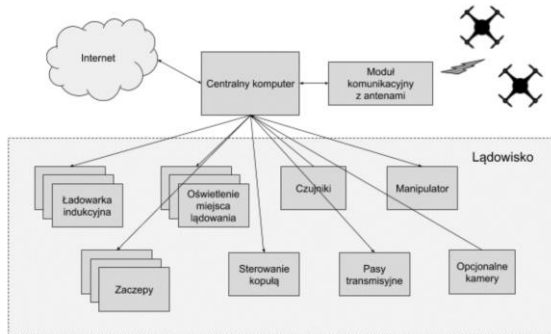 Internet
Centralny komputer
Moduł
komunikacyjny
z antenami
Lądowisko
Ładowarka
indukcyjna
Oświetlenie
miejsca
lądowania
Czujniki
Manipulator
Zaczepy
Sterowanie
kopułą
Pasy
transmisyjne
Opcjonalne
kamery